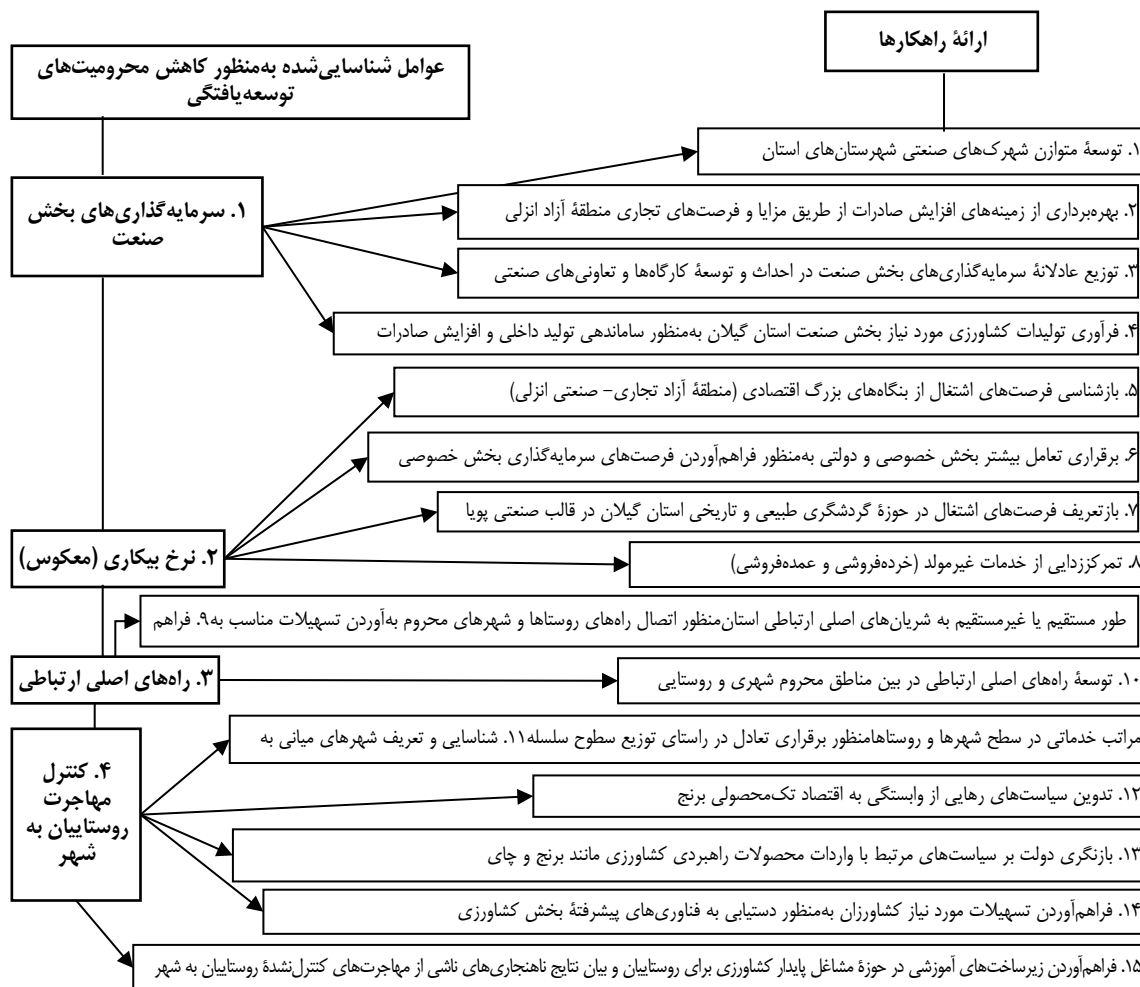 ارائهٔ راهکارها
عوامل شناسایی‌شده به‌منظور کاهش محرومیت‌های
توسعه‌یافتگی
۱. توسعهٔ متوازن شهرک‌های صنعتی شهرستان‌های استان
۱. سرمایه‌گذاری‌های بخش
صنعت
۲. بهره‌برداری از زمینه‌های افزایش صادرات از طریق مزایا و فرصت‌های تجاری منطقهٔ آزاد انزلی
۳. توزیع عادلانهٔ سرمایه‌گذاری‌های بخش صنعت در احداث و توسعهٔ کارگاه‌ها و تعاونی‌های صنعتی
۴. فرآوری تولیدات کشاورزی مورد نیاز بخش صنعت استان گیلان به‌منظور ساماندهی تولید داخلی و افزایش صادرات
۵. بازشناسی فرصت‌های اشتغال از بنگاه‌های بزرگ اقتصادی (منطقهٔ آزاد تجاری- صنعتی انزلی)
۶. برقراری تعامل بیشتر بخش خصوصی و دولتی به‌منظور فراهم‌آوردن فرصت‌های سرمایه‌گذاری بخش خصوصی
۷. بازتعریف فرصت‌های اشتغال در حوزهٔ گردشگری طبیعی و تاریخی استان گیلان در قالب صنعتی پویا
۲. نرخ بیکاری (معکوس)
۸. تمرکززدایی از خدمات غیرمولد (خرده‌فروشی و عمده‌فروشی)
طور مستقیم یا غیرمستقیم به شریان‌های اصلی ارتباطی استان‌منظور اتصال راه‌های روستاها و شهرهای محروم به‌آوردن تسهیلات مناسب به۹. فراهم
۳. راه‌های اصلی ارتباطی
۱۰. توسعهٔ راه‌های اصلی ارتباطی در بین مناطق محروم شهری و روستایی
مراتب خدماتی در سطح شهرها و روستاهامنظور برقراری تعادل در راستای توزیع سطوح سلسله۱۱. شناسایی و تعریف شهرهای میانی به
۴. کنترل
مهاجرت
روستاییان به
شهر
۱۲. تدوین سیاست‌های رهایی از وابستگی به اقتصاد تک‌محصولی برنج
۱۳. بازنگری دولت بر سیاست‌های مرتبط با واردات محصولات راهبردی کشاورزی مانند برنج و چای
۱۴. فراهم‌آوردن تسهیلات مورد نیاز کشاورزان به‌منظور دستیابی به فناوری‌های پیشرفتهٔ بخش کشاورزی
۱۵. فراهم‌آوردن زیرساخت‌های آموزشی در حوزهٔ مشاغل پایدار کشاورزی برای روستاییان و بیان نتایج ناهنجاری‌های ناشی از مهاجرت‌های کنترل‌نشدهٔ روستاییان به شهر